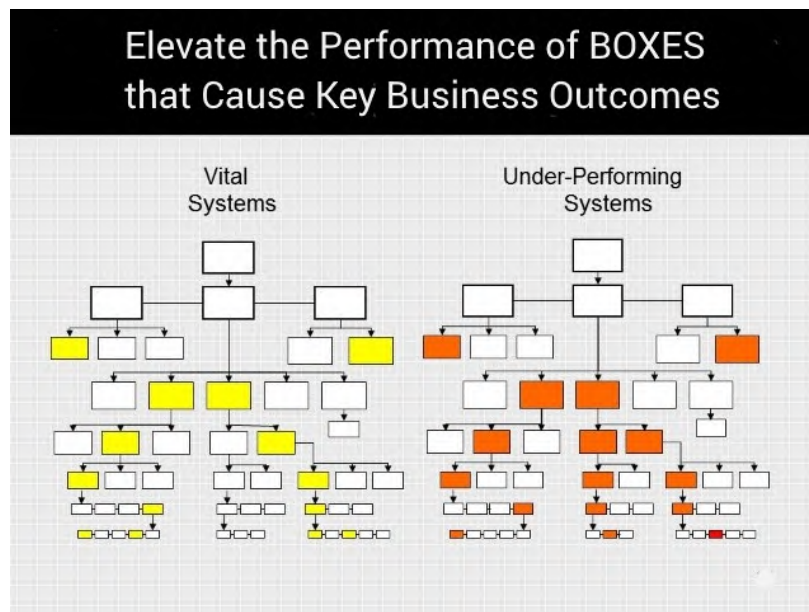 Elevate the Performance of BOXES
that Cause Key Business Outcomes
Vital
Systems
Under-Performing
Systems